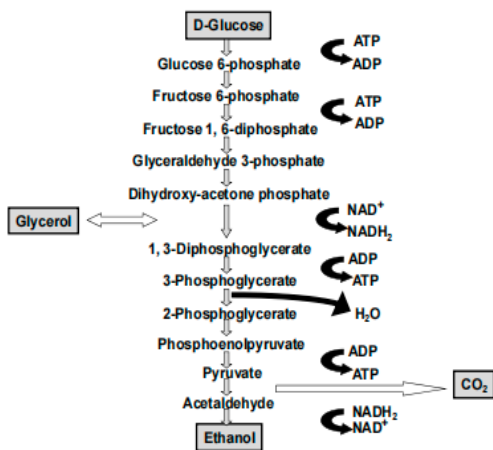 D-Glucose
ATP
Glucose 6-phosphate
ADP
Fructose 6-phosphate
ATP
ADP
Fructose 1, 6-diphosphate
Glyceraldehyde 3-phosphate
Dihydroxy-acetone phosphate
Glycerol
NAD⁺
NADH₂
1, 3-Diphosphoglycerate
ADP
3-Phosphoglycerate
ATP
2-Phosphoglycerate
H₂O
Phosphoenolpyruvate
ADP
Pyruvate
ATP
CO₂
Acetaldehyde
NADH₂
NAD⁺
Ethanol